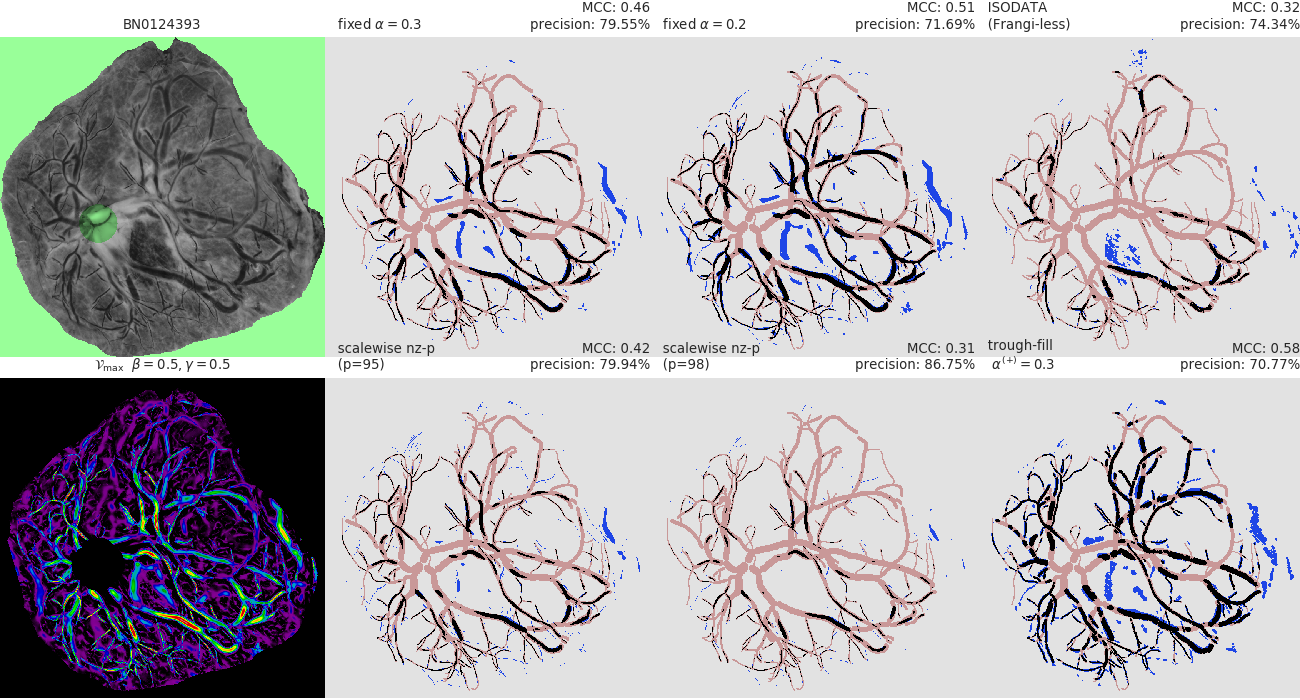 BN0124393
fixed α = 0.3
MCC: 0.46
precision: 79.55%
fixed α = 0.2
MCC: 0.51
precision: 71.69%
ISODATA
(Frangi-less)
MCC: 0.32
precision: 74.34%
𝒱max β = 0.5, γ = 0.5
scalewise nz-p
(p=95)
MCC: 0.42
precision: 79.94%
scalewise nz-p
(p=98)
MCC: 0.31
precision: 86.75%
trough-fill
α(+) = 0.3
MCC: 0.58
precision: 70.77%